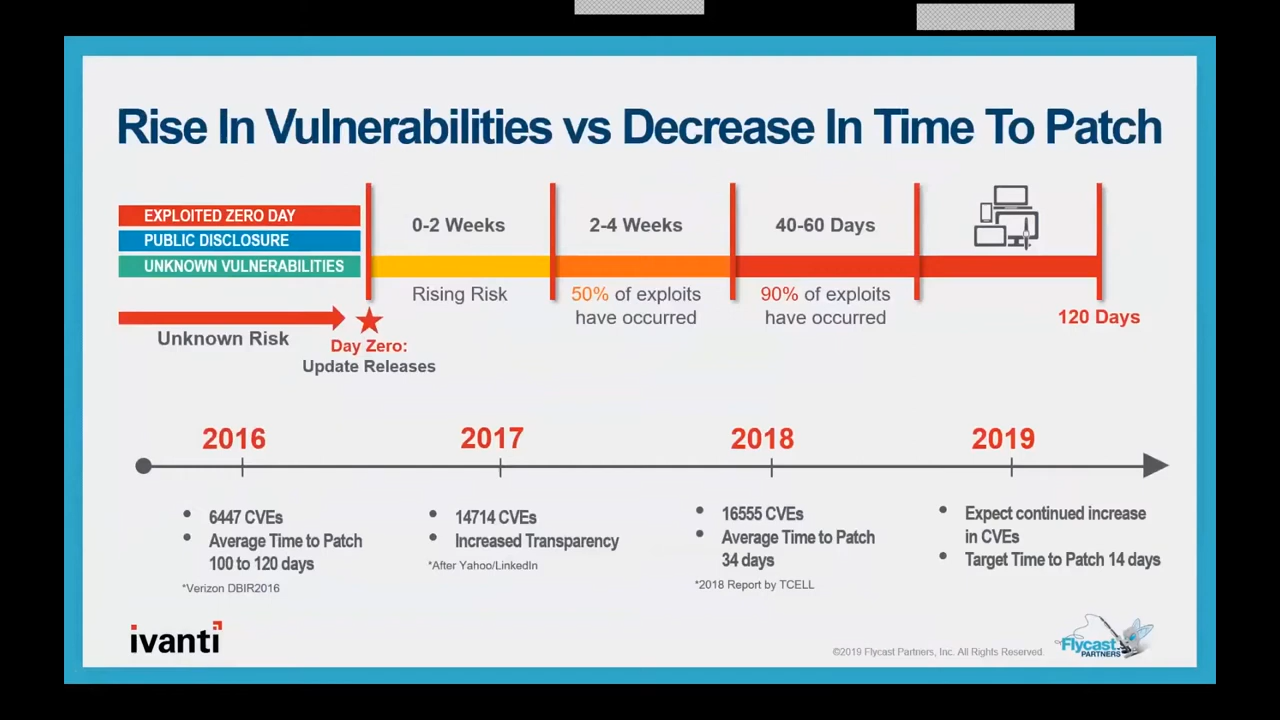 Rise In Vulnerabilities vs Decrease In Time To Patch
EXPLOITED ZERO DAY
PUBLIC DISCLOSURE
UNKNOWN VULNERABILITIES
Unknown Risk
Day Zero:
Update Releases
0-2 Weeks
Rising Risk
2-4 Weeks
50% of exploits
have occurred
40-60 Days
90% of exploits
have occurred
120 Days
2016
6447 CVEs
Average Time to Patch
100 to 120 days
*Verizon DBIR2016
2017
14714 CVEs
Increased Transparency
*After Yahoo/LinkedIn
2018
16555 CVEs
Average Time to Patch
34 days
*2018 Report by TCELL
2019
Expect continued increase
in CVEs
Target Time to Patch 14 days
ivanti
©2019 Flycast Partners, Inc. All Rights Reserved.
Flycast
PARTNERS